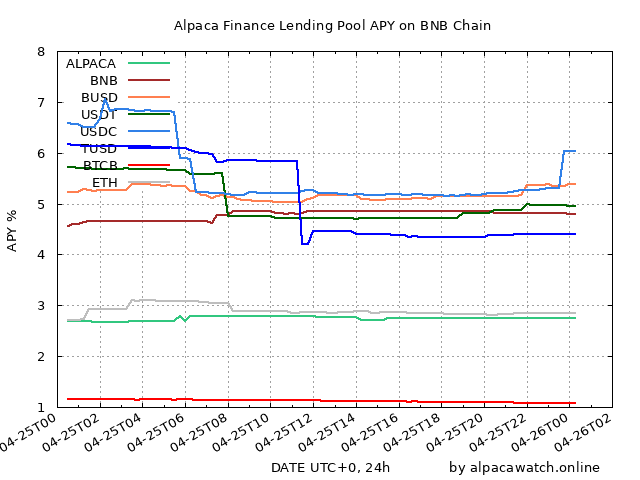 Alpaca Finance Lending Pool APY on BNB Chain
8
7
6
5
4
3
2
1
APY %
ALPACA
BNB
BUSD
USDT
USDC
TUSD
BTCB
ETH
04-25T00
04-25T02
04-25T04
04-25T06
04-25T08
04-25T10
04-25T12
04-25T14
04-25T16
04-25T18
04-25T20
04-25T22
04-26T00
04-26T02
DATE UTC+0, 24h
by alpacawatch.online